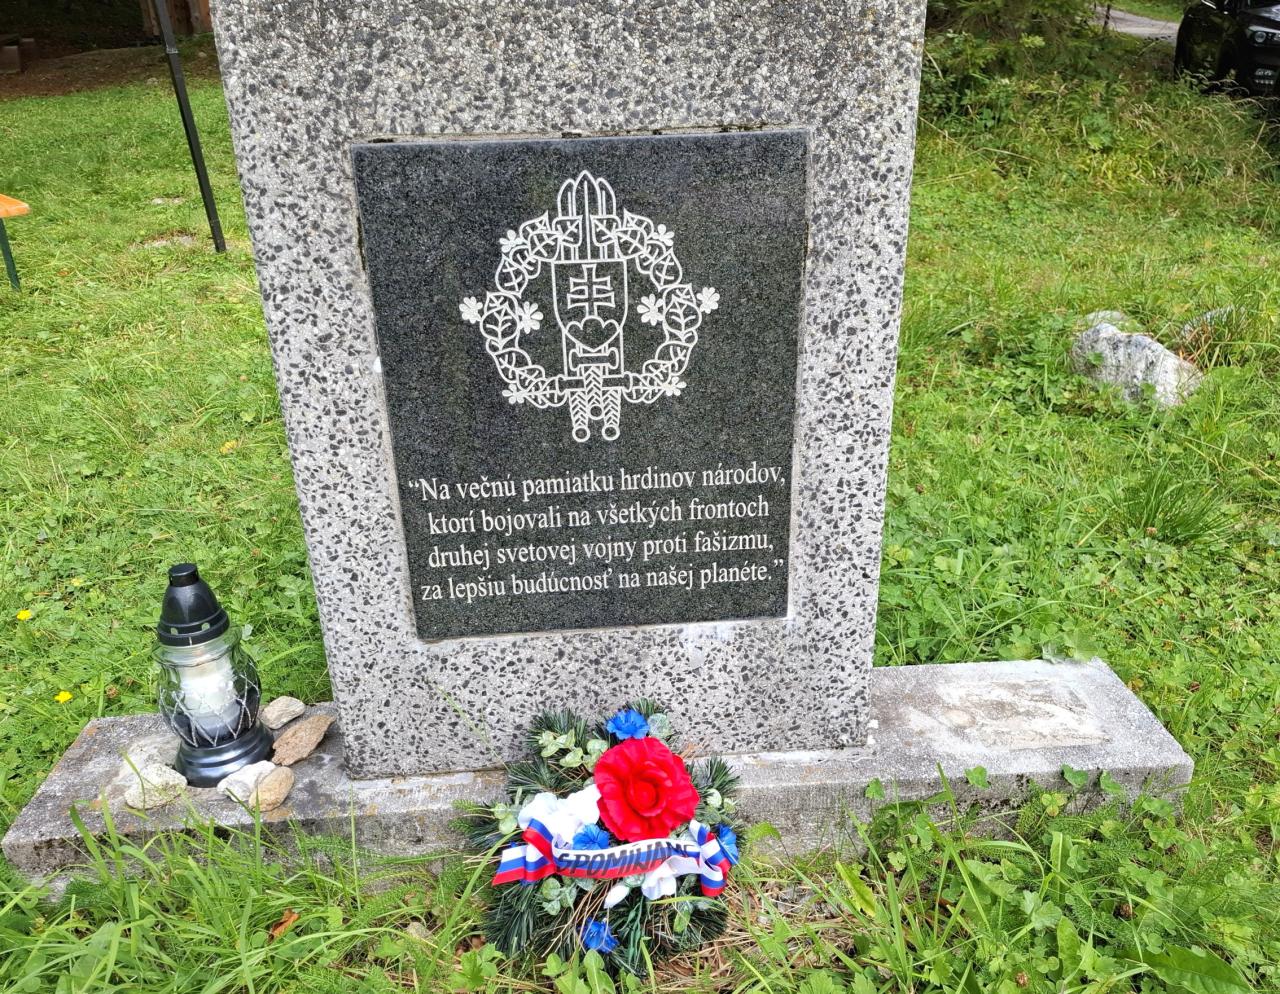 “Na večnú pamiatku hrdinov národov,
ktorí bojovali na všetkých frontoch
druhej svetovej vojny proti fašizmu,
za lepšiu budúcnosť na našej planéte.”
SPOMÍNAME